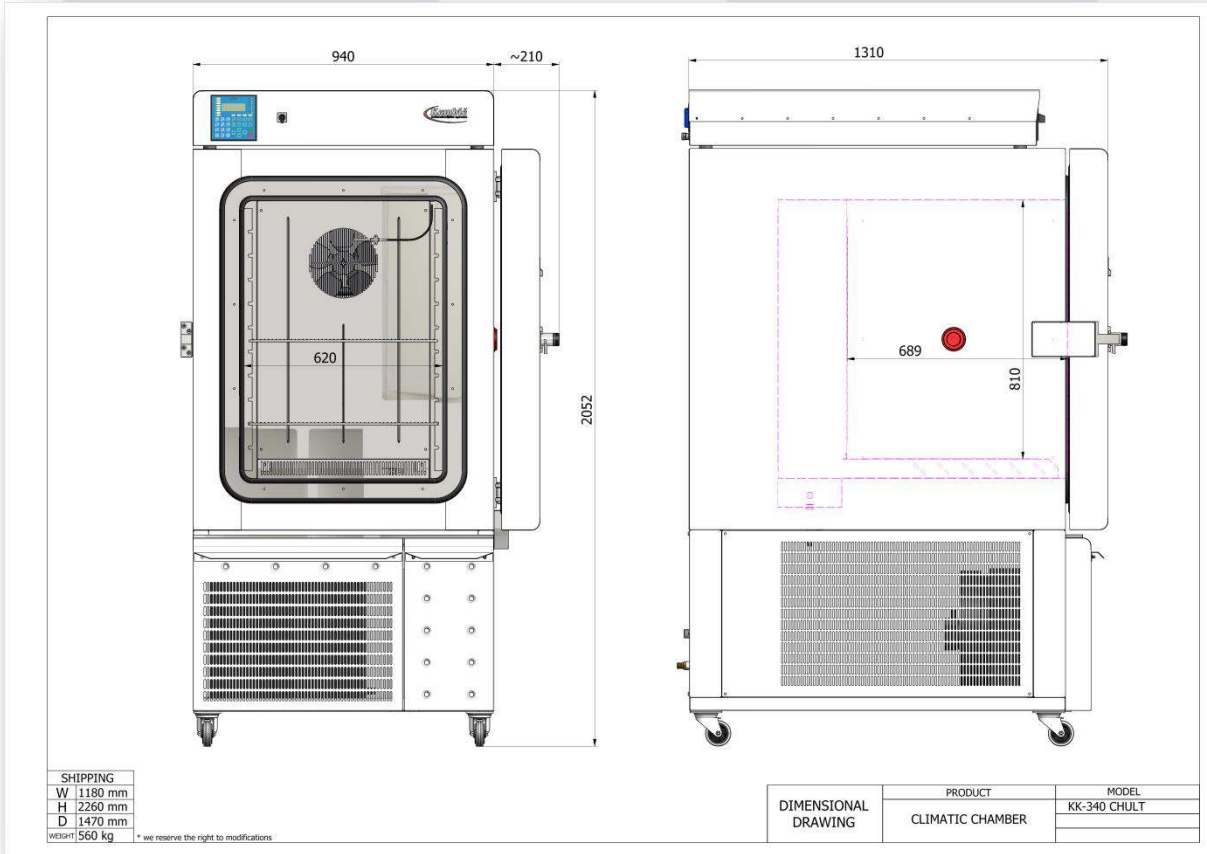 940
~210
1310
Kambič
620
2052
689
810
SHIPPING
W 1180 mm
H 2260 mm
D 1470 mm
WEIGHT 560 kg
* we reserve the right to modifications
DIMENSIONAL
DRAWING
PRODUCT
CLIMATIC CHAMBER
MODEL
KK-340 CHULT